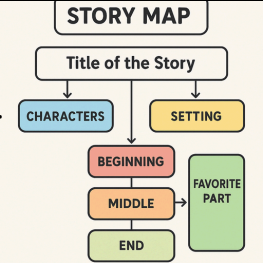 STORY MAP
Title of the Story
CHARACTERS
SETTING
BEGINNING
MIDDLE
END
FAVORITE
PART